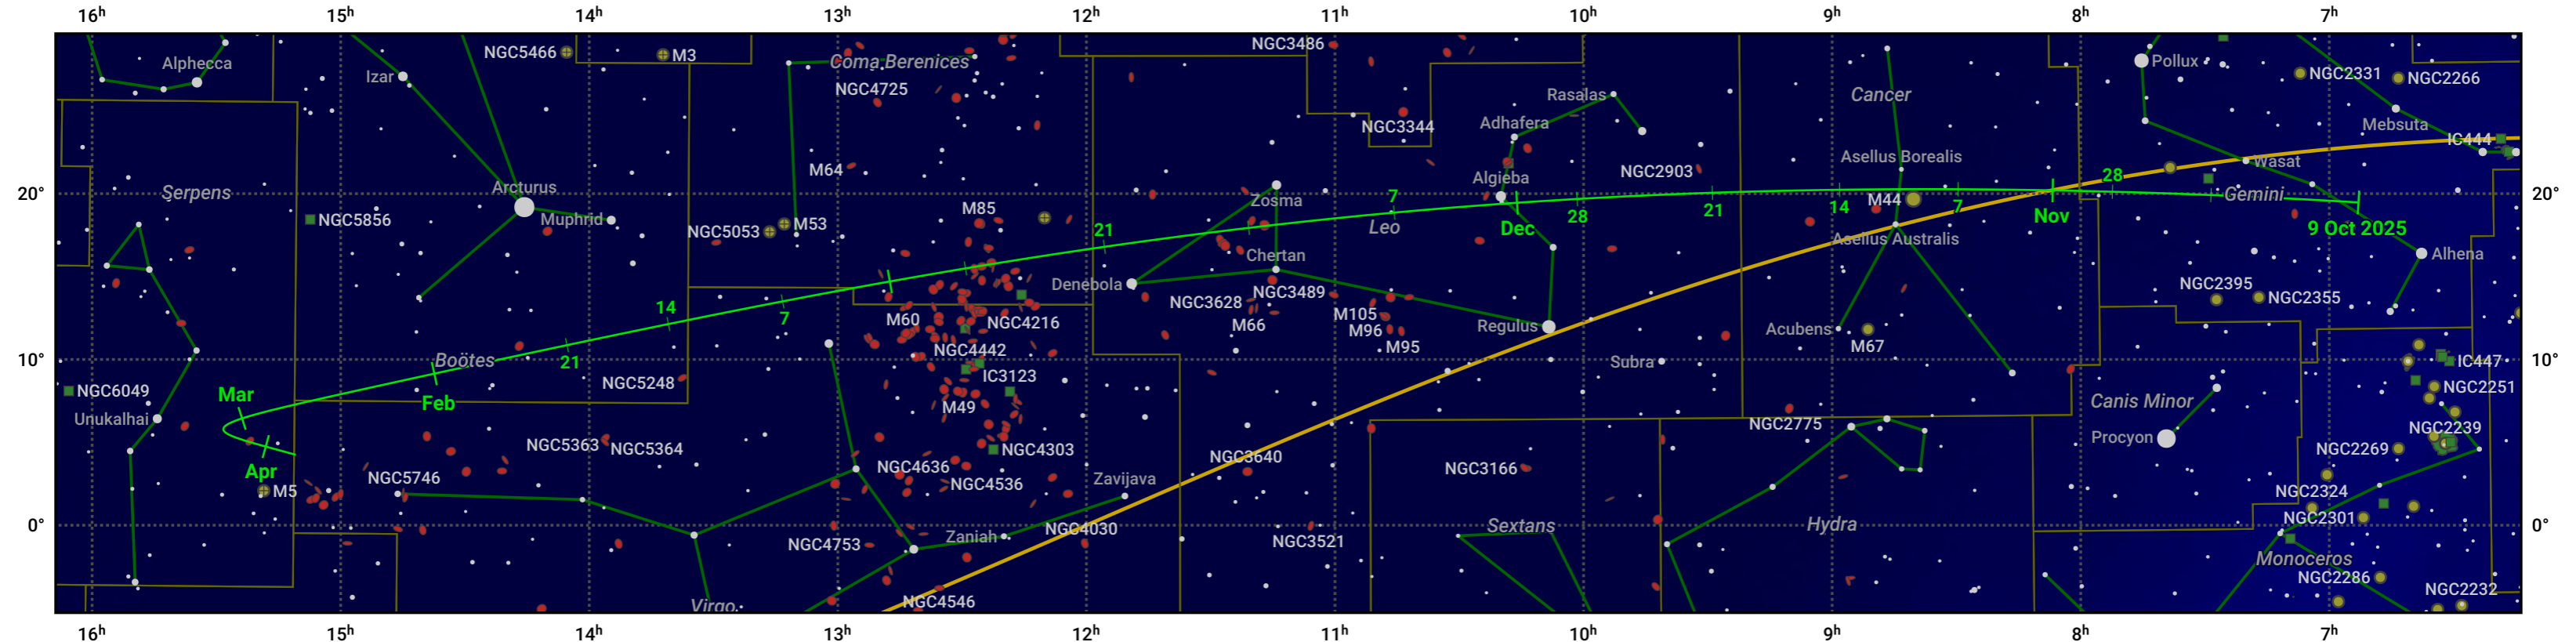 16ʰ 15ʰ 14ʰ 13ʰ 12ʰ 11ʰ 10ʰ 9ʰ 8ʰ 7ʰ
NGC5466
M3
Coma Berenices
NGC3486
Alphecca
Izar
Pollux
NGC2331
NGC2266
NGC4725
Rasalas
Cancer
Adhafera
NGC3344
Mebsuta
IC444
M64
NGC2903
Asellus Borealis
Wasat
20°
Serpens
Arcturus
Algieba
28
Gemini
20°
Zosma
M44
7
NGC5856
Muphrid
M85
7
28
21
14
7
Nov
NGC5053
M53
21
Leo
Dec
9 Oct 2025
Asellus Australis
Chertan
Alhena
Denebola
NGC3489
NGC2395
NGC2355
NGC3628
14
7
M60
NGC4216
M66
M105
M96
Regulus
Acubens
M95
M67
NGC4442
10°
Boötes
21
Subra
10°
IC447
NGC5248
IC3123
NGC2251
Mar
Feb
M49
Canis Minor
Unukalhai
NGC6049
NGC2775
NGC2239
Procyon
NGC5363
NGC5364
NGC4303
NGC2269
NGC3640
Apr
NGC4636
NGC3166
NGC5746
NGC4536
Zavijava
M5
NGC2324
0°
Zaniah
NGC4030
Sextans
Hydra
NGC2301
0°
NGC4753
NGC3521
Monoceros
NGC2286
NGC2232
Virgo
NGC4546
16ʰ 15ʰ 14ʰ 13ʰ 12ʰ 11ʰ 10ʰ 9ʰ 8ʰ 7ʰ